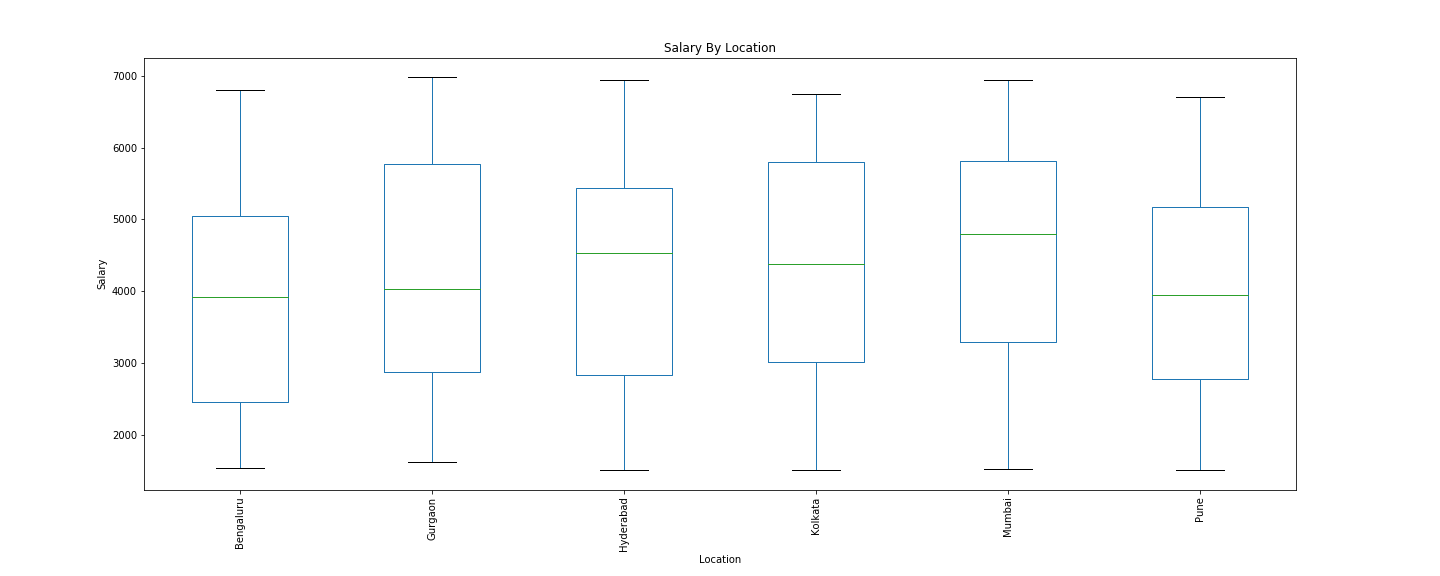 Salary By Location
7000
6000
5000
4000
3000
2000
Salary
Bengaluru
Gurgaon
Hyderabad
Kolkata
Mumbai
Pune
Location